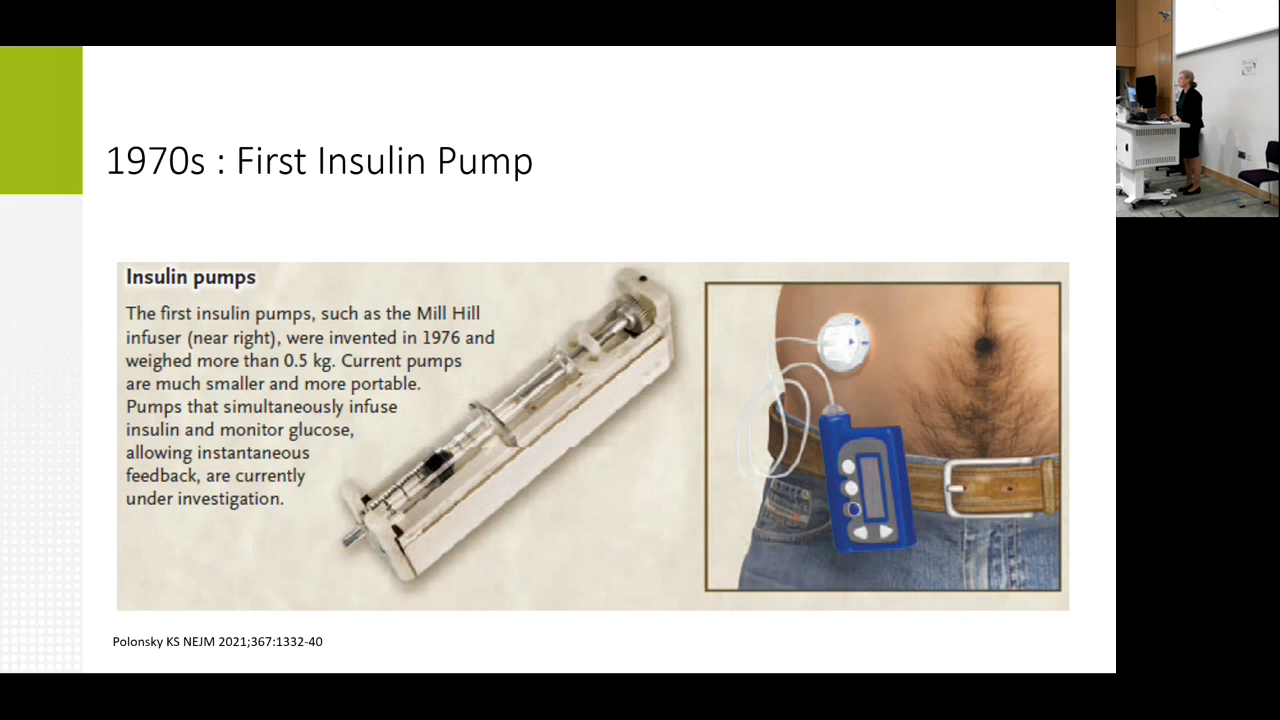 1970s : First Insulin Pump
Insulin pumps
The first insulin pumps, such as the Mill Hill
infuser (near right), were invented in 1976 and
weighed more than 0.5 kg. Current pumps
are much smaller and more portable.
Pumps that simultaneously infuse
insulin and monitor glucose,
allowing instantaneous
feedback, are currently
under investigation.
Polonsky KS NEJM 2021;367:1332-40